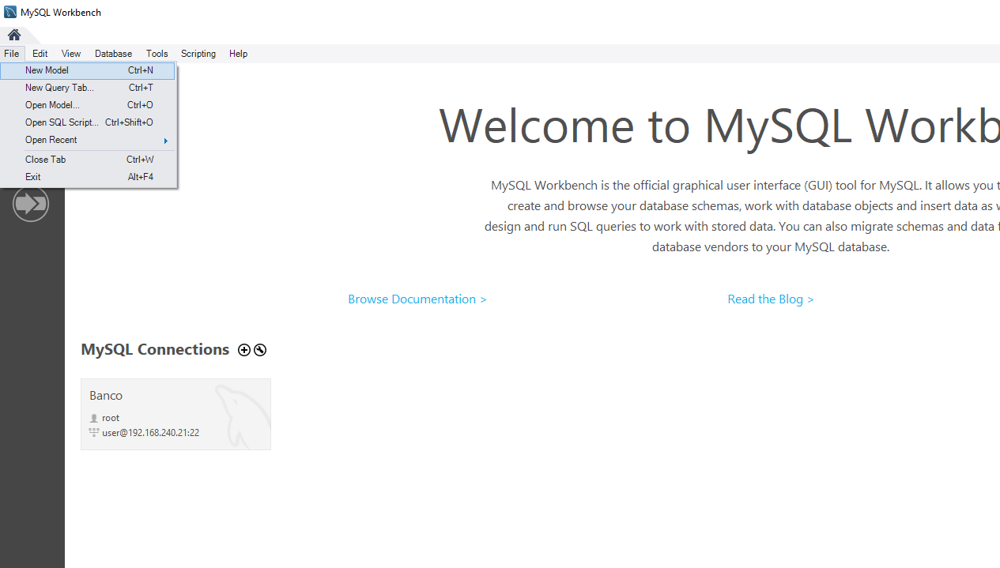 MySQL Workbench
File Edit View Database Tools Scripting Help
New Model Ctrl+N
New Query Tab... Ctrl+T
Open Model... Ctrl+O
Open SQL Script... Ctrl+Shift+O
Open Recent
Close Tab Ctrl+W
Exit Alt+F4
Welcome to MySQL Workb
MySQL Workbench is the official graphical user interface (GUI) tool for MySQL. It allows you t
create and browse your database schemas, work with database objects and insert data as w
design and run SQL queries to work with stored data. You can also migrate schemas and data f
database vendors to your MySQL database.
Browse Documentation > Read the Blog >
MySQL Connections
Banco
root
user@192.168.240.21:22